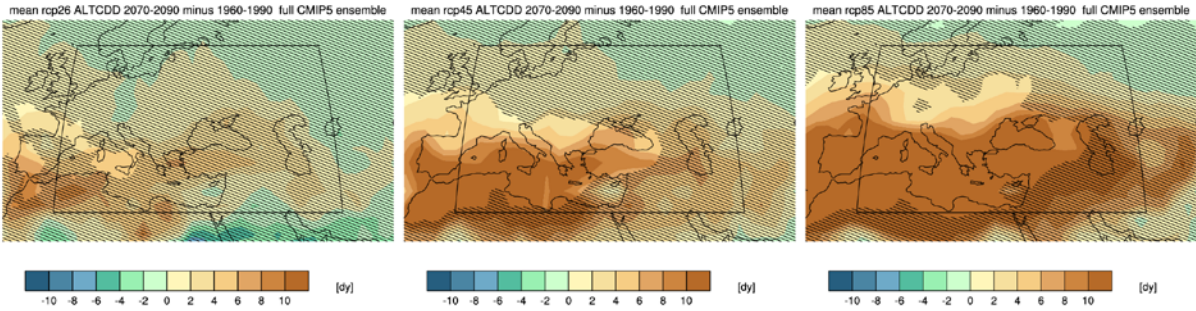 mean rcp26 ALTCDD 2070-2090 minus 1960-1990 full CMIP5 ensemble
mean rcp45 ALTCDD 2070-2090 minus 1960-1990 full CMIP5 ensemble
mean rcp85 ALTCDD 2070-2090 minus 1960-1990 full CMIP5 ensemble
-10 -8 -6 -4 -2 0 2 4 6 8 10 [dy]
-10 -8 -6 -4 -2 0 2 4 6 8 10 [dy]
-10 -8 -6 -4 -2 0 2 4 6 8 10 [dy]